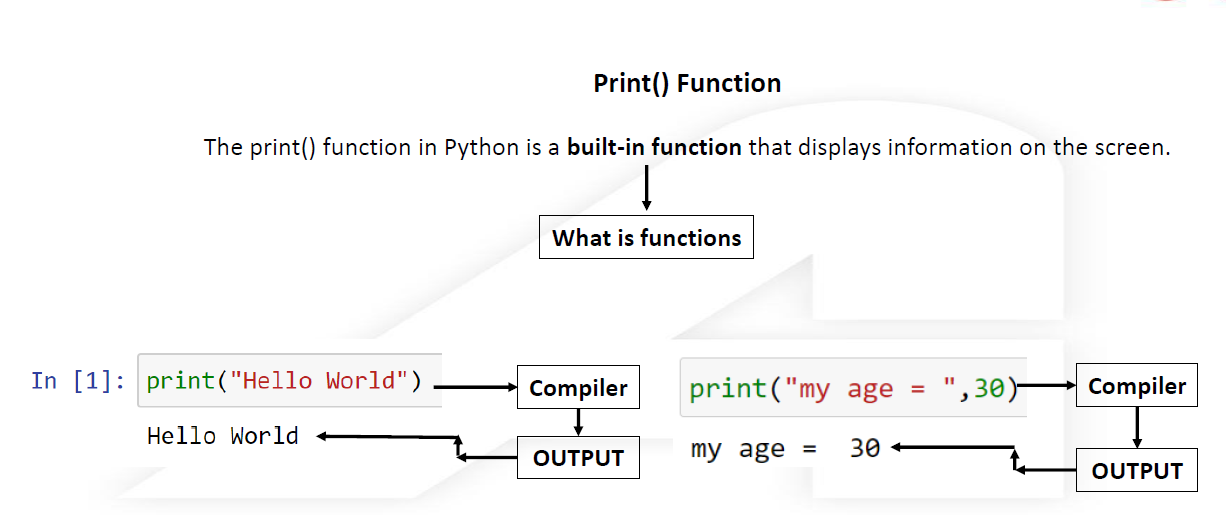 Print() Function
The print() function in Python is a built-in function that displays information on the screen.
What is functions
In [1]: print("Hello World")
Compiler
Hello World
OUTPUT
print("my age = ",30)
Compiler
my age =  30
OUTPUT